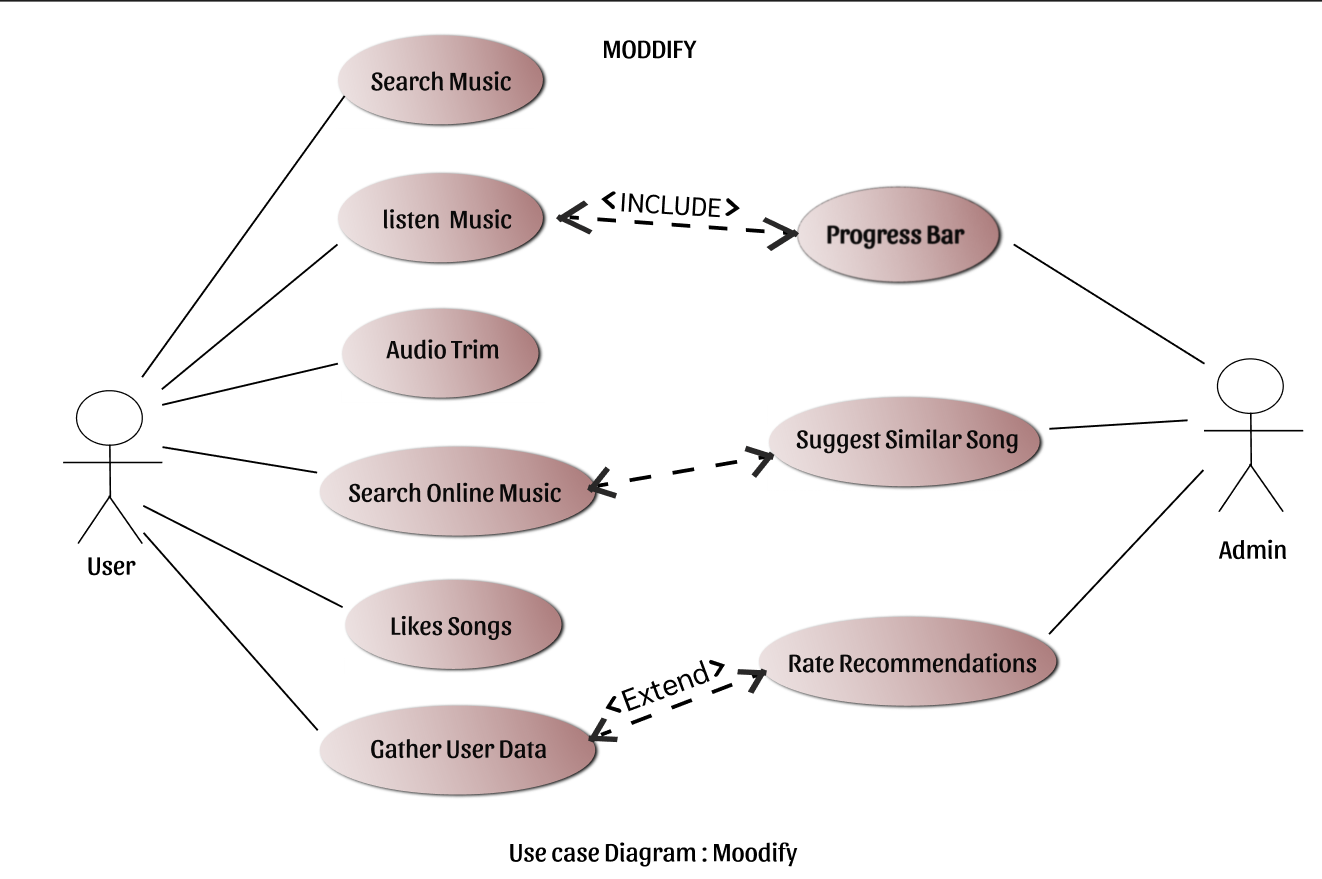 MODDIFY
Search Music
listen Music
<INCLUDE>
Progress Bar
Audio Trim
Suggest Similar Song
Search Online Music
User
Admin
Likes Songs
<Extend>
Rate Recommendations
Gather User Data
Use case Diagram : Moodify